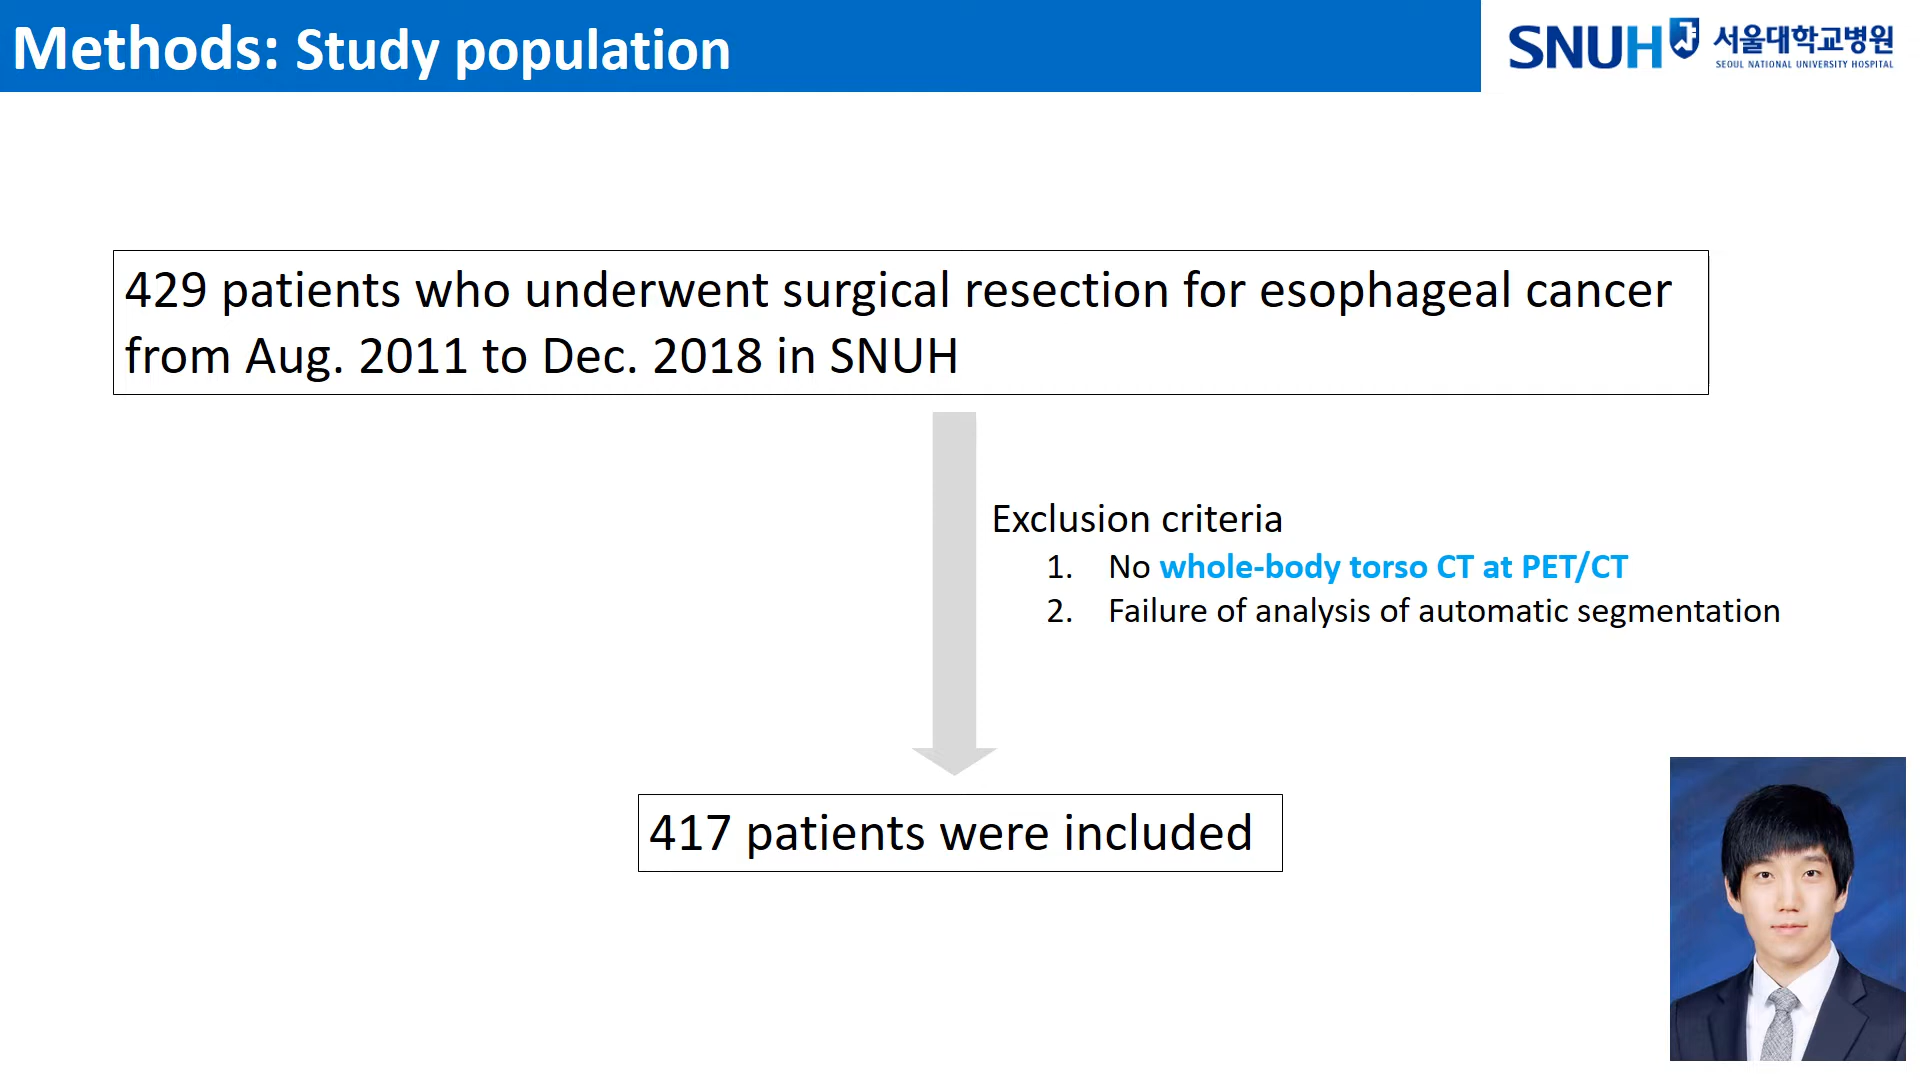 Methods: Study population
SNUH 서울대학교병원
SEOUL NATIONAL UNIVERSITY HOSPITAL
429 patients who underwent surgical resection for esophageal cancer
from Aug. 2011 to Dec. 2018 in SNUH
Exclusion criteria
1. No whole-body torso CT at PET/CT
2. Failure of analysis of automatic segmentation
417 patients were included